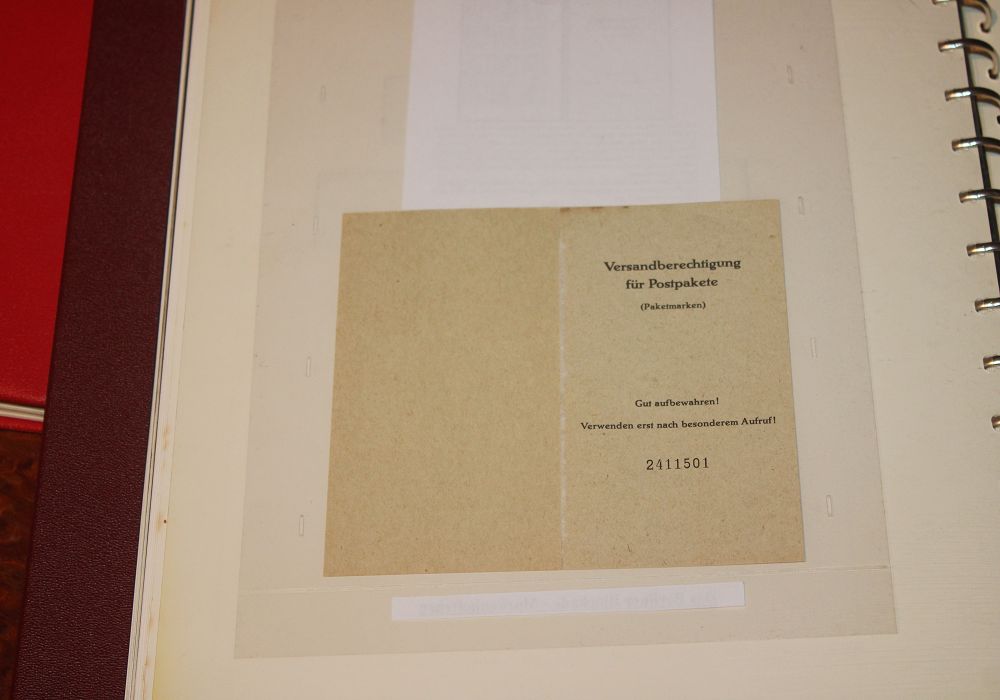 Versandberechtigung
für Postpakete
(Paketmarken)
Gut aufbewahren!
Verwenden erst nach besonderem Aufruf!
2411501